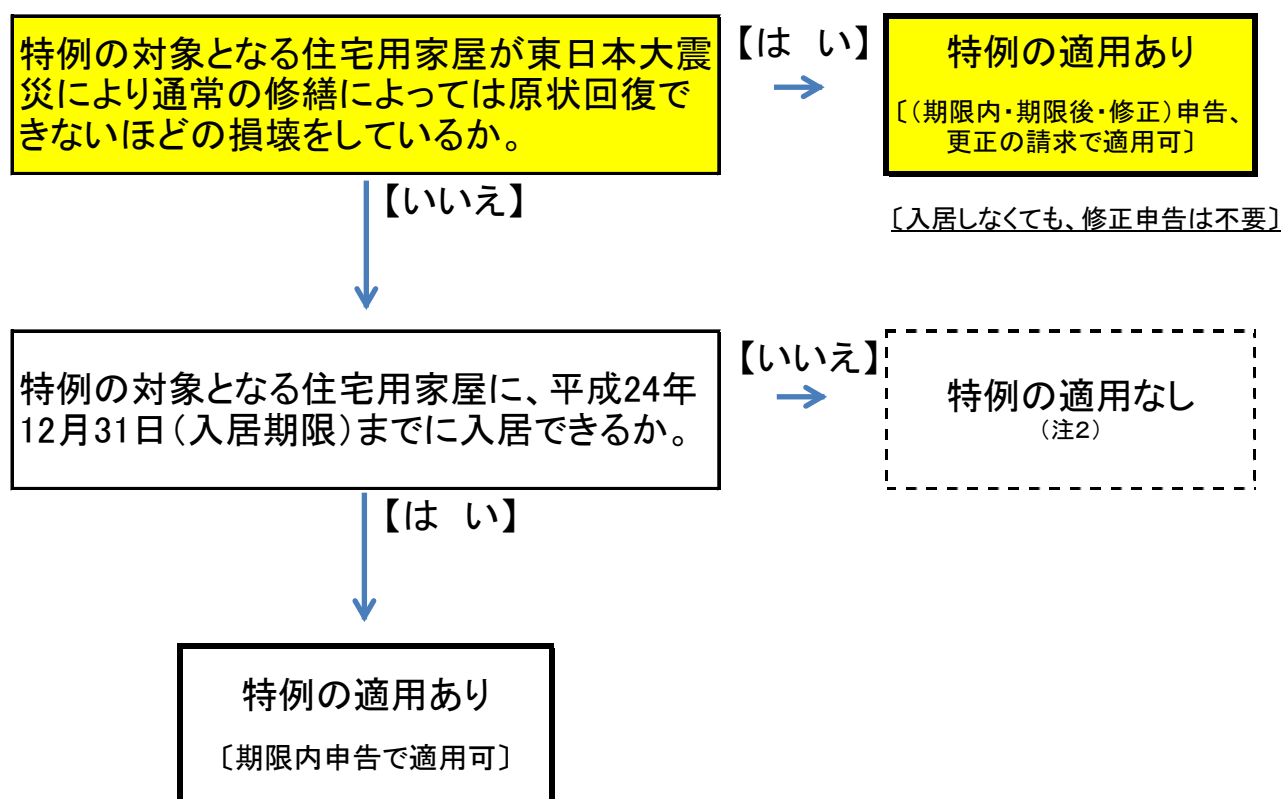 特例の対象となる住宅用家屋が東日本大震
災により通常の修繕によっては原状回復で
きないほどの損壊をしているか。
【は　い】
特例の適用あり
〔（期限内・期限後・修正）申告、
更正の請求で適用可〕
〔入居しなくても、修正申告は不要〕
【いいえ】
特例の対象となる住宅用家屋に、平成24年
12月31日（入居期限）までに入居できるか。
【いいえ】
特例の適用なし
（注２）
【は　い】
特例の適用あり
〔期限内申告で適用可〕